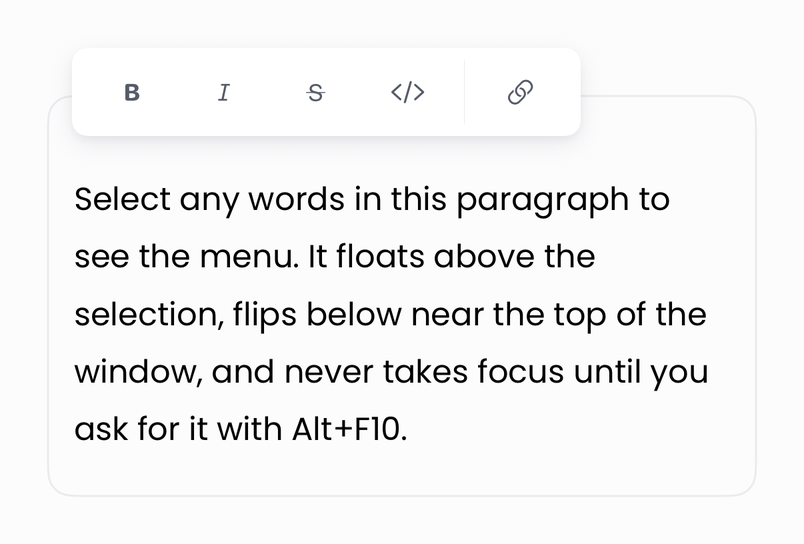 B I S </>
Select any words in this paragraph to
see the menu. It floats above the
selection, flips below near the top of the
window, and never takes focus until you
ask for it with Alt+F10.